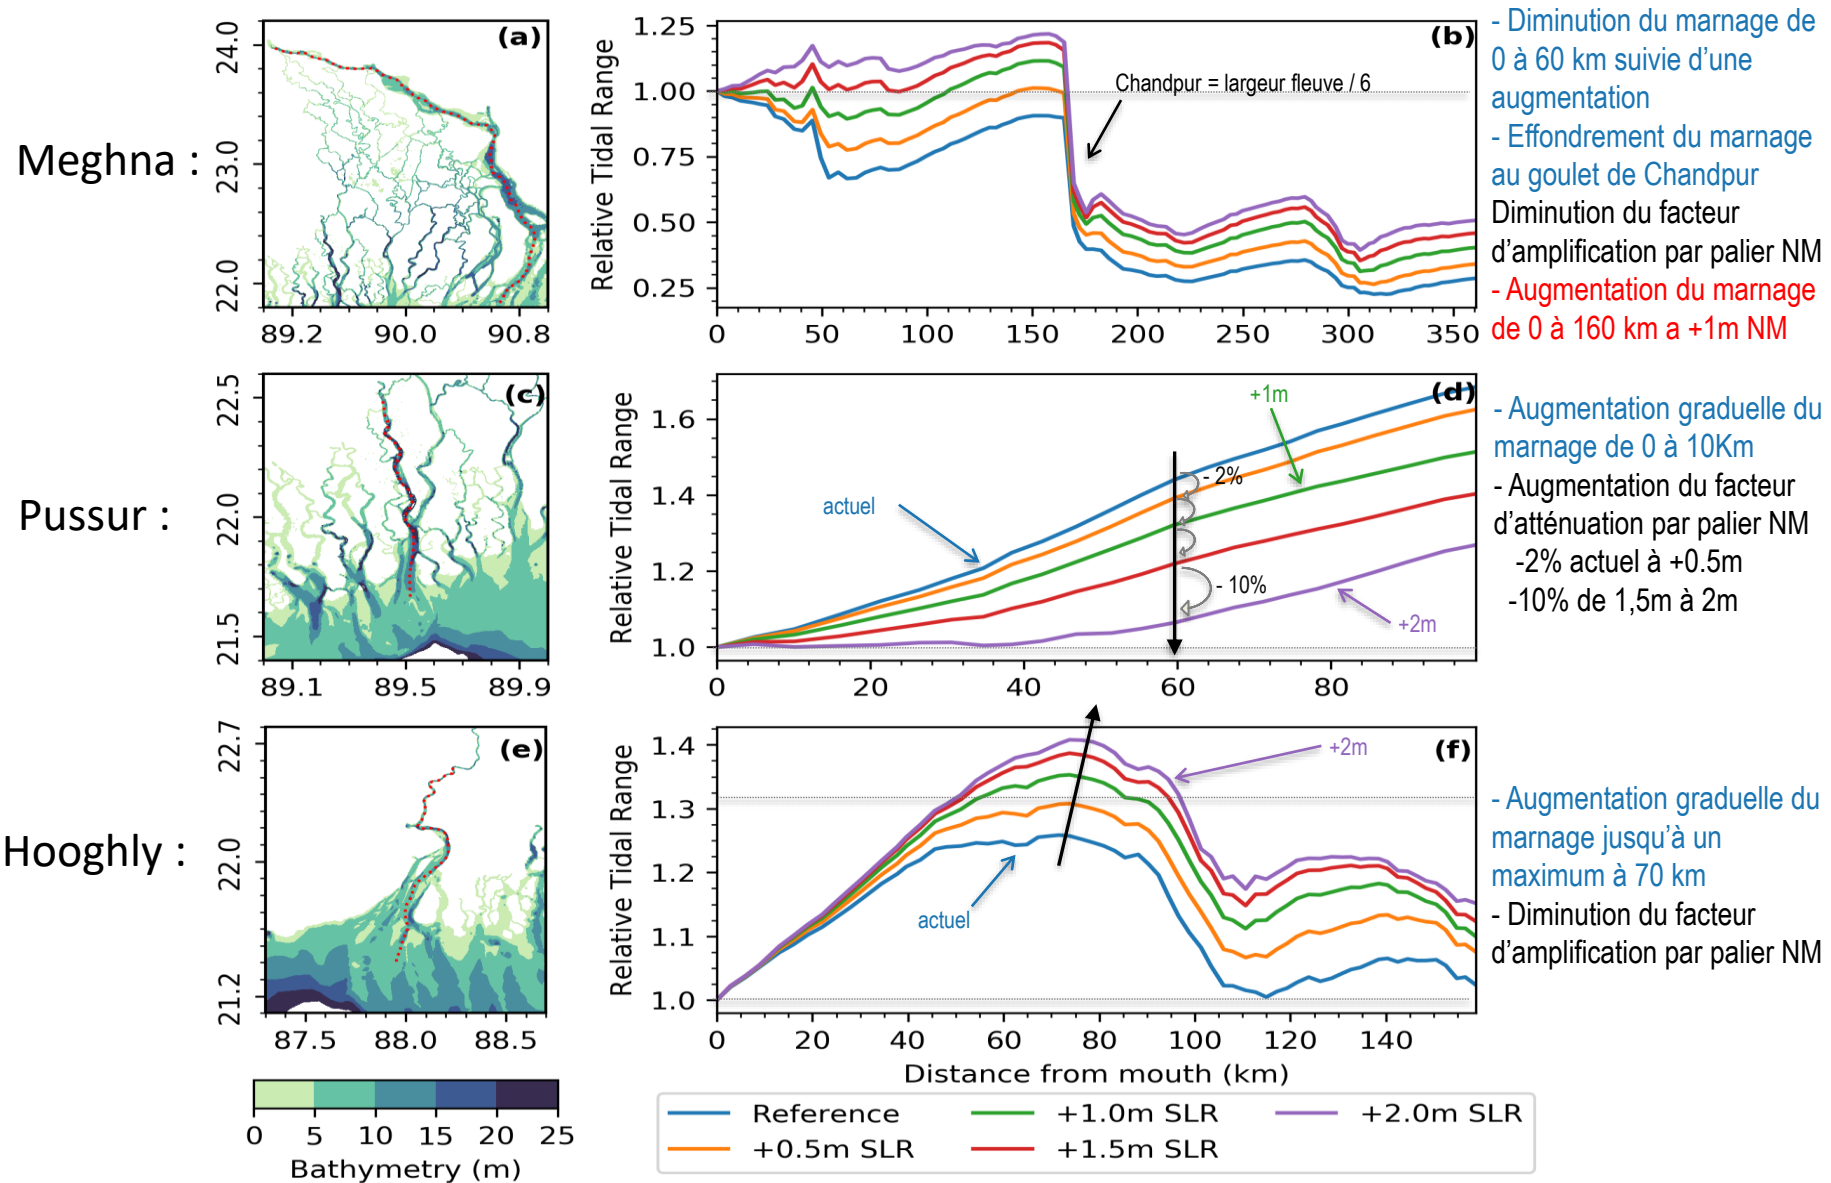 Meghna :
(a)
24.0
23.0
22.0
89.2
90.0
90.8
(b)
Relative Tidal Range
1.25
1.00
0.75
0.50
0.25
Chandpur = largeur fleuve / 6
0
50
100
150
200
250
300
350
- Diminution du marnage de
0 à 60 km suivie d'une
augmentation
- Effondrement du marnage
au goulet de Chandpur
Diminution du facteur
d'amplification par palier NM
- Augmentation du marnage
de 0 à 160 km a +1m NM
Pussur :
(c)
22.5
22.0
21.5
89.1
89.5
89.9
(d)
Relative Tidal Range
1.6
1.4
1.2
1.0
+1m
actuel
- 2%
- 10%
+2m
0
20
40
60
80
- Augmentation graduelle du
marnage de 0 à 10Km
- Augmentation du facteur
d'atténuation par palier NM
-2% actuel à +0.5m
-10% de 1,5m à 2m
Hooghly :
(e)
22.7
22.0
21.2
87.5
88.0
88.5
(f)
Relative Tidal Range
1.4
1.3
1.2
1.1
1.0
+2m
actuel
0
20
40
60
80
100
120
140
Distance from mouth (km)
- Augmentation graduelle du
marnage jusqu'à un
maximum à 70 km
- Diminution du facteur
d'amplification par palier NM
0
5
10
15
20
25
Bathymetry (m)
Reference
+0.5m SLR
+1.0m SLR
+1.5m SLR
+2.0m SLR